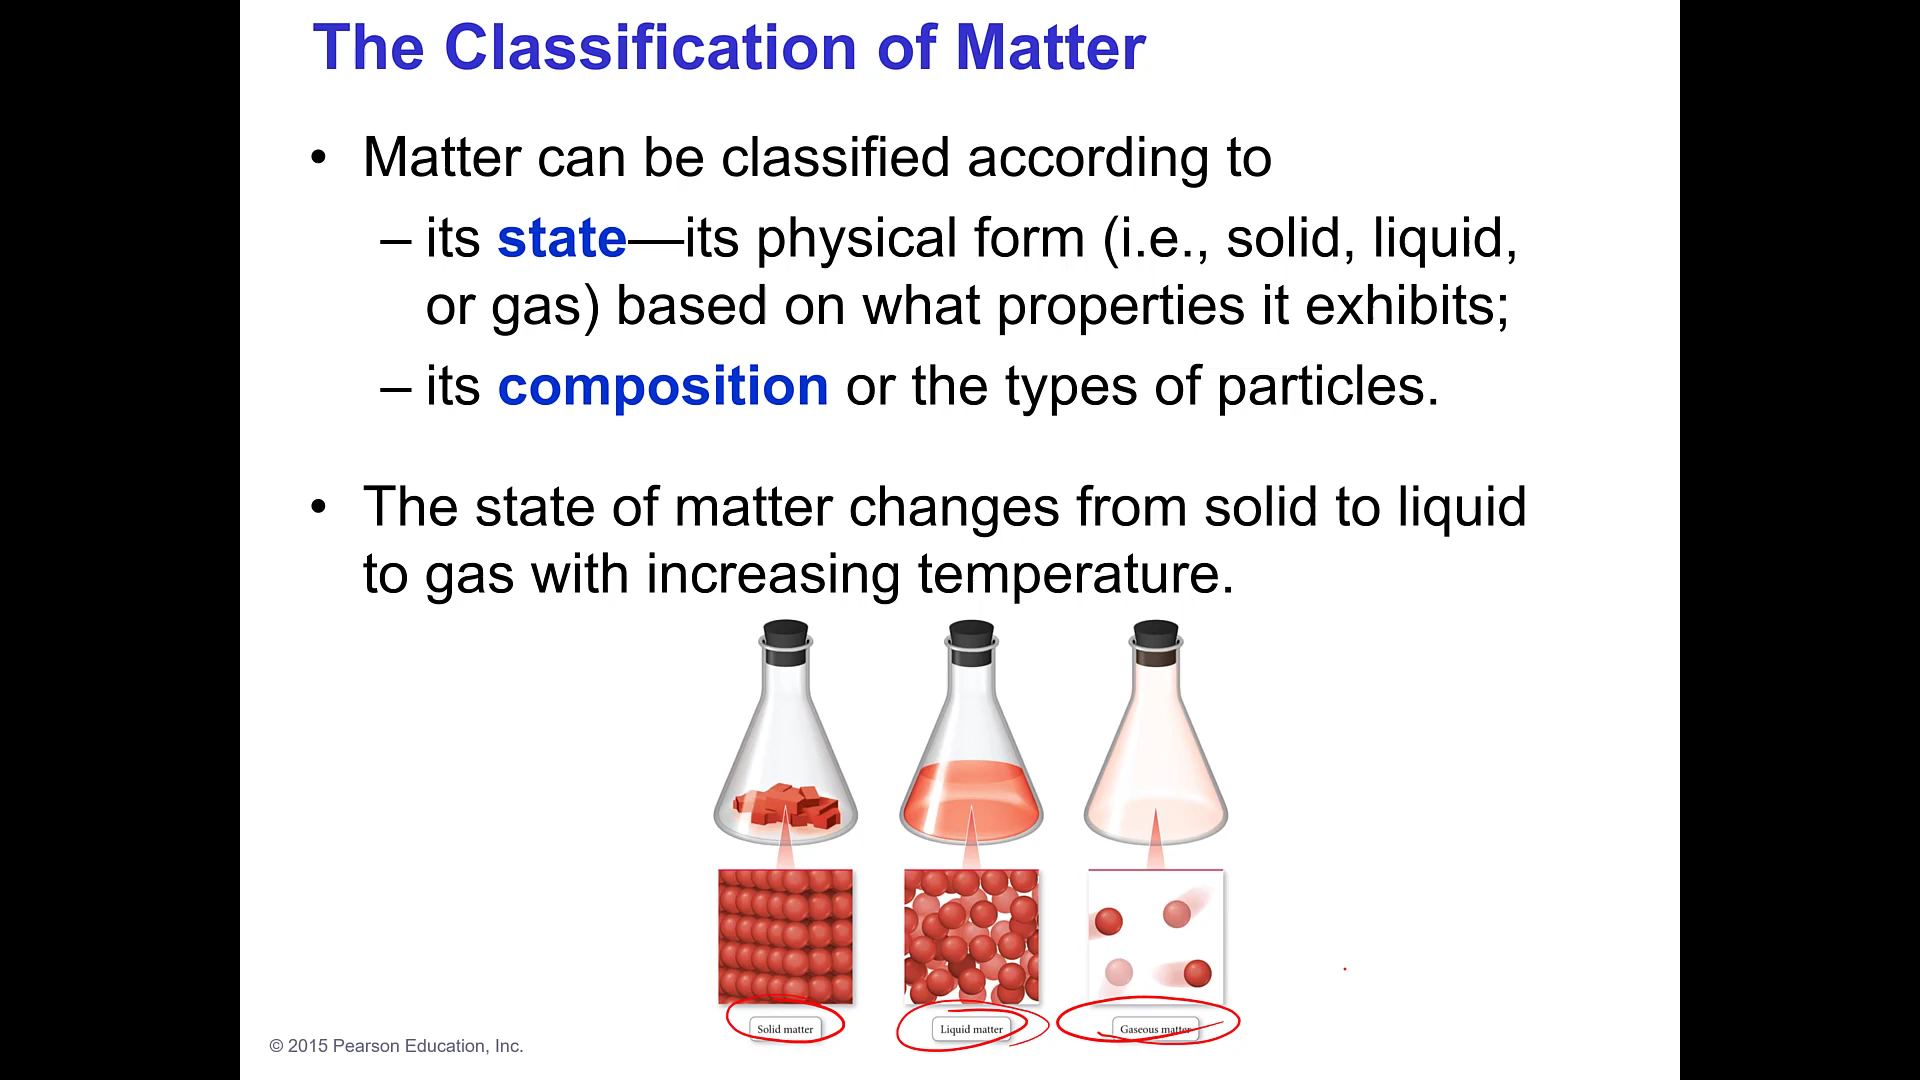 The Classification of Matter
• Matter can be classified according to
– its state—its physical form (i.e., solid, liquid,
or gas) based on what properties it exhibits;
– its composition or the types of particles.
• The state of matter changes from solid to liquid
to gas with increasing temperature.
Solid matter
Liquid matter
Gaseous matter
© 2015 Pearson Education, Inc.